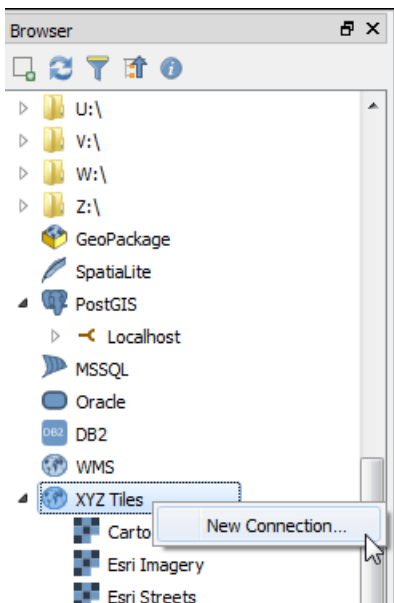 Browser
U:\
V:\
W:\
Z:\
GeoPackage
SpatiaLite
PostGIS
Localhost
MSSQL
Oracle
DB2 DB2
WMS
XYZ Tiles
New Connection...
Carto
Esri Imagery
Esri Streets